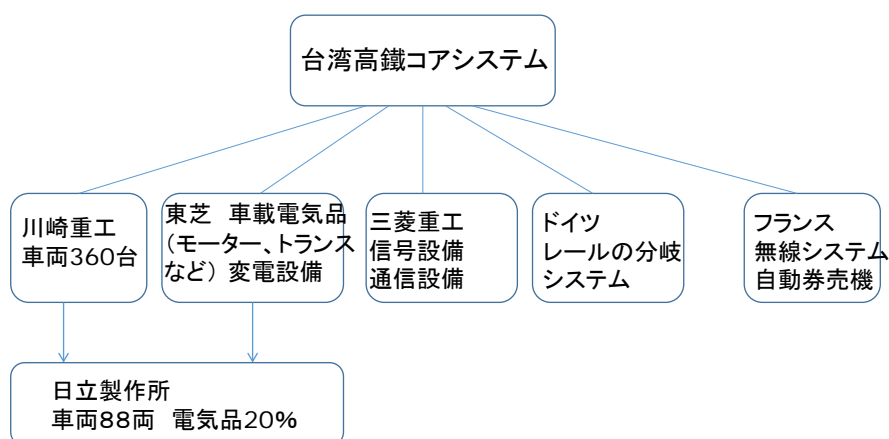 台湾高鐵コアシステム
川崎重工
車両360台
東芝　車載電気品
（モーター、トランス
など）変電設備
三菱重工
信号設備
通信設備
ドイツ
レールの分岐
システム
フランス
無線システム
自動券売機
日立製作所
車両88両　電気品20%